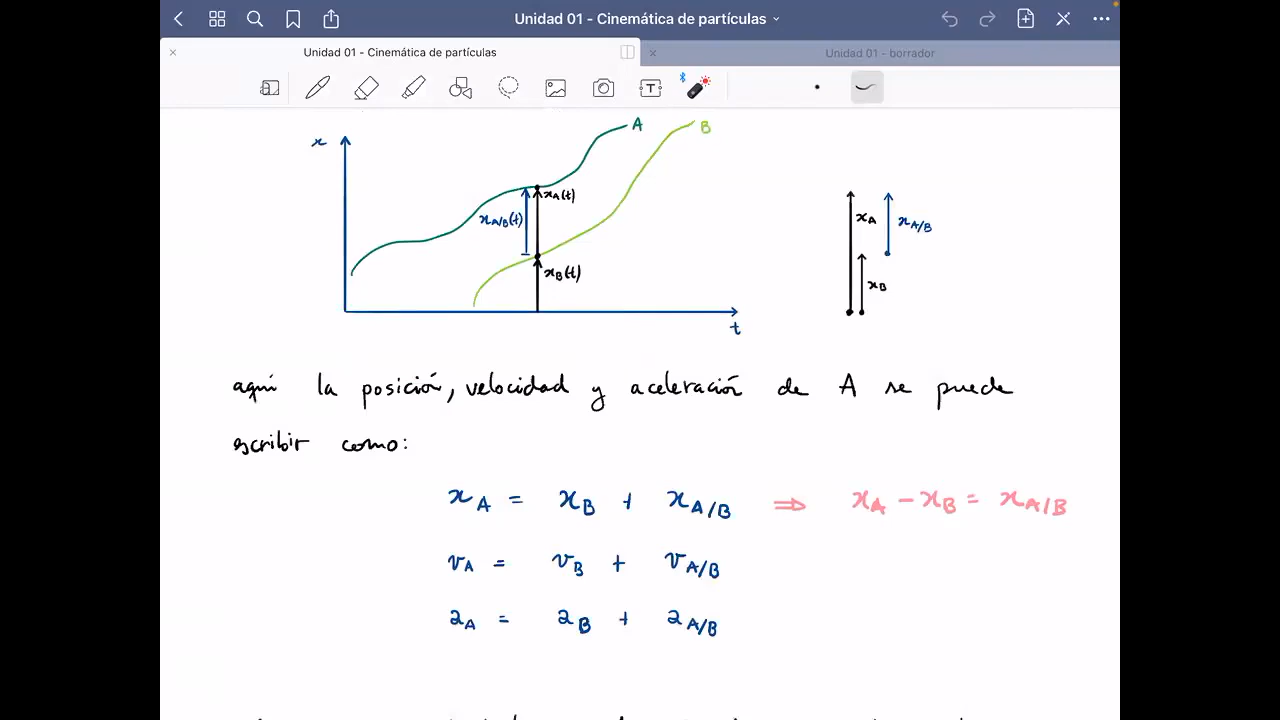 Unidad 01 - Cinemática de partículas
Unidad 01 - Cinemática de partículas
Unidad 01 - borrador
T
x
A
B
x_A(t)
x_A/B(t)
x_B(t)
t
x_A
x_A/B
x_B
aquí la posición, velocidad y aceleración de A se puede
escribir como:
x_A = x_B + x_A/B ⇒ x_A - x_B = x_A/B
v_A = v_B + v_A/B
a_A = a_B + a_A/B